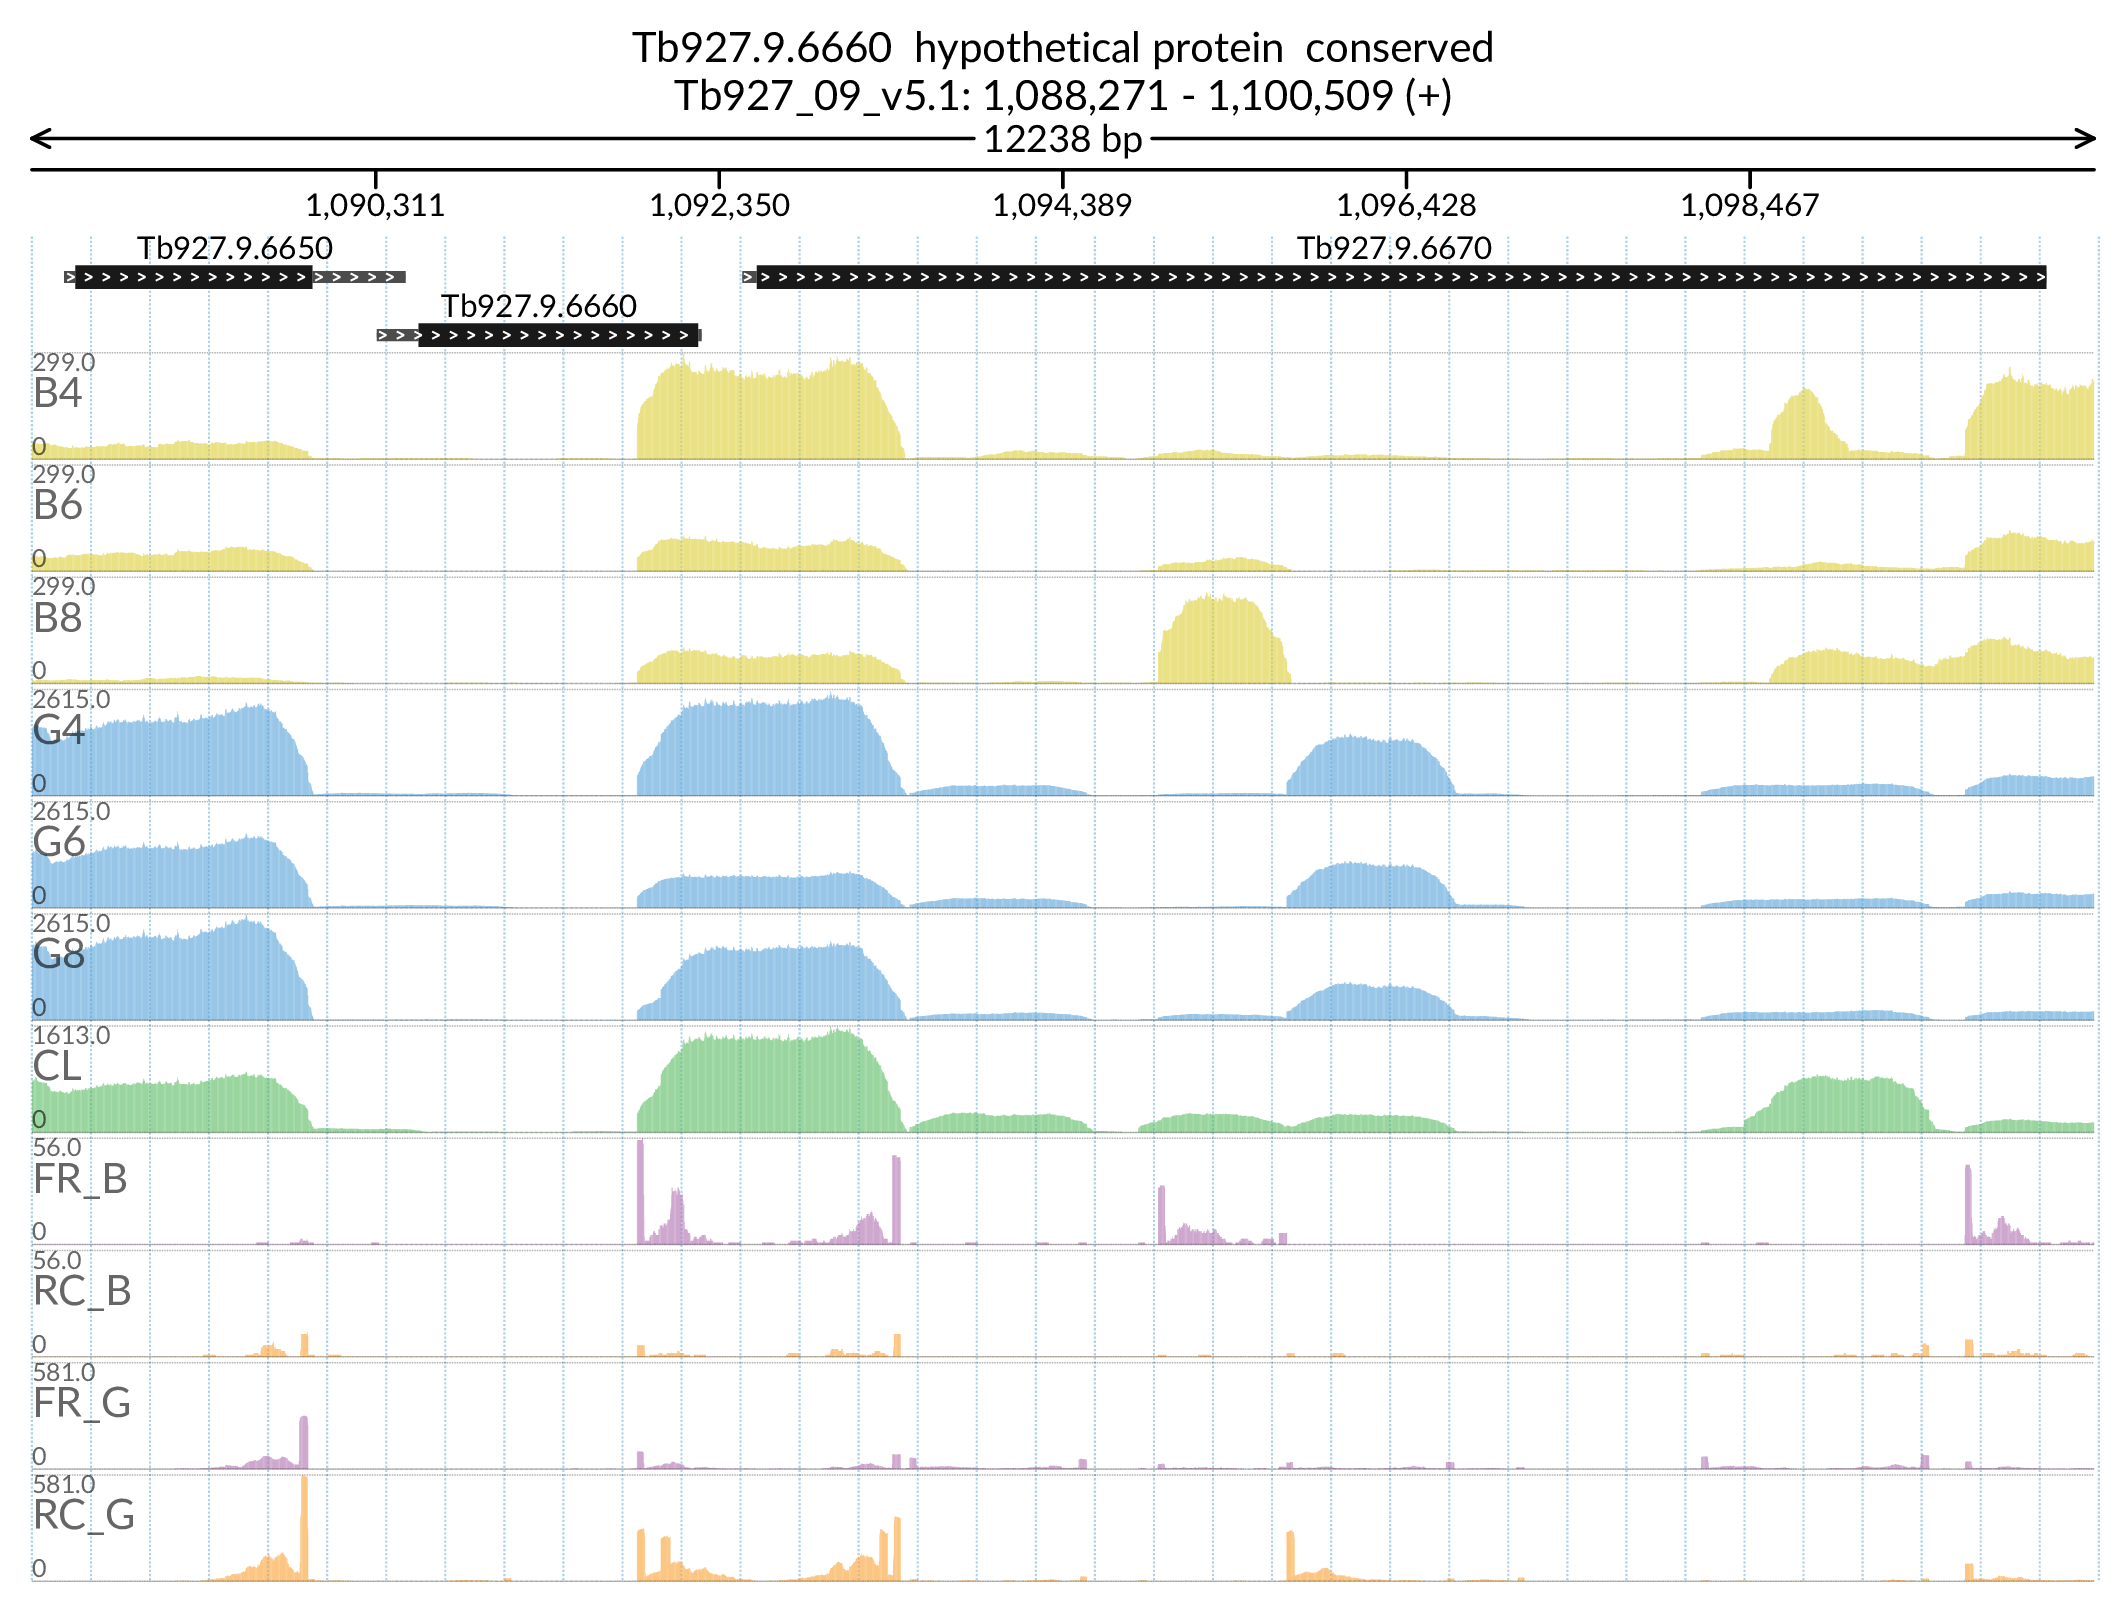 Tb927.9.6660  hypothetical protein  conserved
Tb927_09_v5.1: 1,088,271 - 1,100,509 (+)
12238 bp
1,090,311 1,092,350 1,094,389 1,096,428 1,098,467
Tb927.9.6650 Tb927.9.6670
Tb927.9.6660
299.0
B4
0
299.0
B6
0
299.0
B8
0
2615.0
G4
0
2615.0
G6
0
2615.0
G8
0
1613.0
CL
0
56.0
FR_B
0
56.0
RC_B
0
581.0
FR_G
0
581.0
RC_G
0